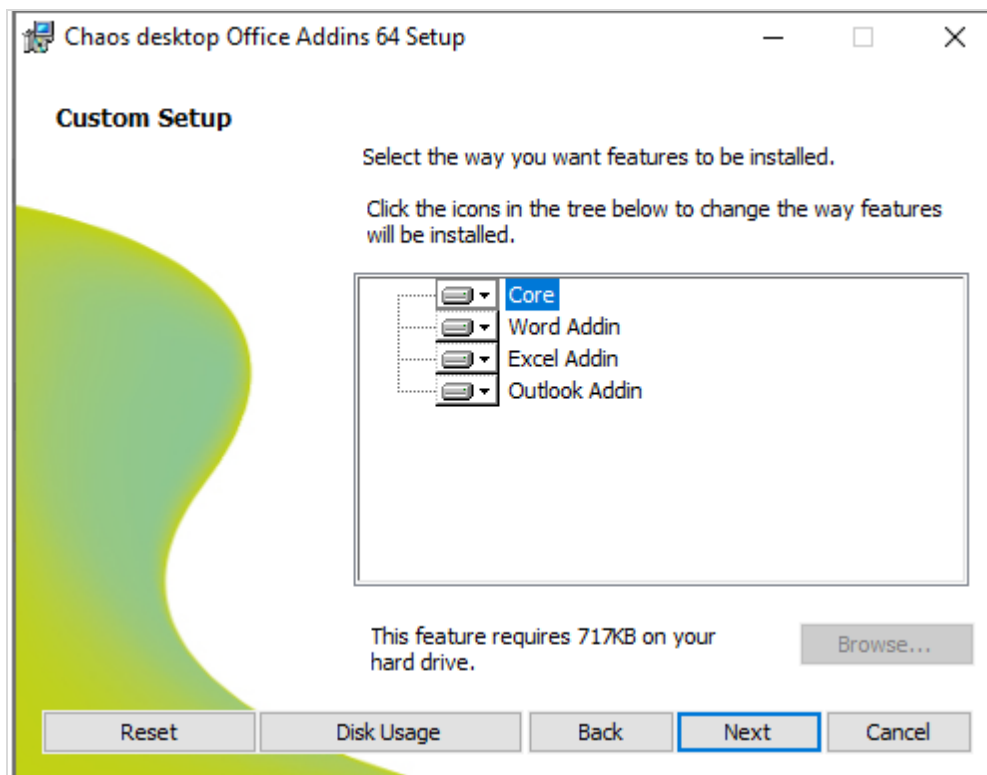 Chaos desktop Office Addins 64 Setup
Custom Setup
Select the way you want features to be installed.
Click the icons in the tree below to change the way features
will be installed.
Core
Word Addin
Excel Addin
Outlook Addin
This feature requires 717KB on your
hard drive.
Browse...
Reset
Disk Usage
Back
Next
Cancel